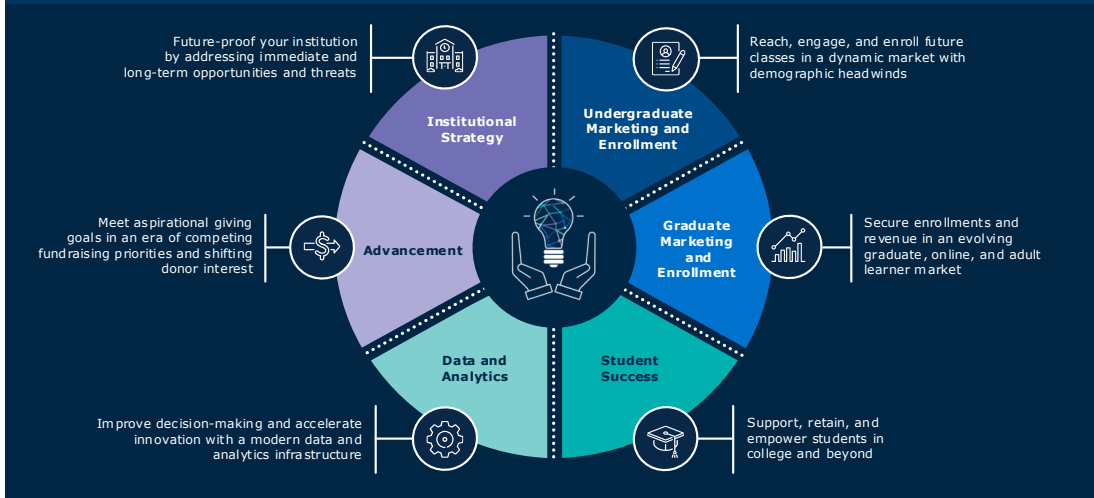 Future-proof your institution
by addressing immediate and
long-term opportunities and threats
Institutional
Strategy
Reach, engage, and enroll future
classes in a dynamic market with
demographic headwinds
Undergraduate
Marketing and
Enrollment
Meet aspirational giving
goals in an era of competing
fundraising priorities and shifting
donor interest
Advancement
Graduate
Marketing
and
Enrollment
Secure enrollments and
revenue in an evolving
graduate, online, and adult
learner market
Improve decision-making and accelerate
innovation with a modern data and
analytics infrastructure
Data and
Analytics
Student
Success
Support, retain, and
empower students in
college and beyond